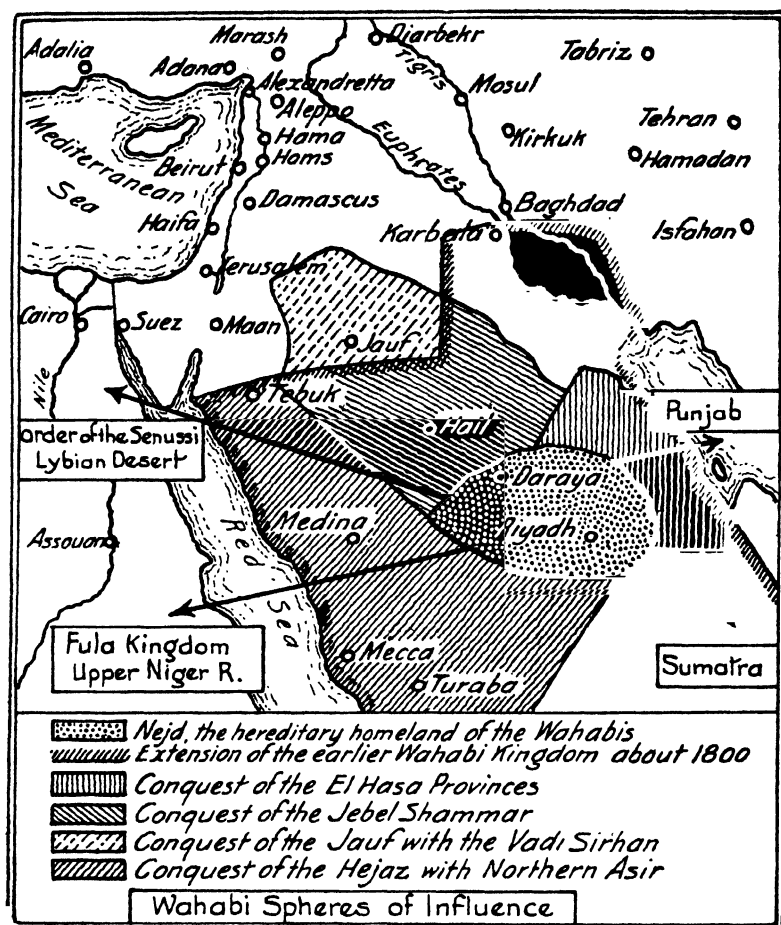 Adalia
Marash
Diarbekr
Tabriz
Adana
Tigris
Alexandretta
Mosul
Aleppo
Tehran
Mediterranean
Sea
Hama
Homs
Euphrates
Kirkuk
Hamadan
Beirut
Damascus
Baghdad
Haifa
Karbala
Isfahan
Jerusalem
Cairo
Suez
Maan
Jauf
Nile
Tebuk
Punjab
Hail
order of the Senussi
Lybian Desert
Daraya
Assouan
Red
Sea
Medina
Riyadh
Fula Kingdom
Upper Niger R.
Mecca
Turaba
Sumatra
Nejd, the hereditary homeland of the Wahabis
Extension of the earlier Wahabi Kingdom about 1800
Conquest of the El Hasa Provinces
Conquest of the Jebel Shammar
Conquest of the Jauf with the Vadi Sirhan
Conquest of the Hejaz with Northern Asir
Wahabi Spheres of Influence